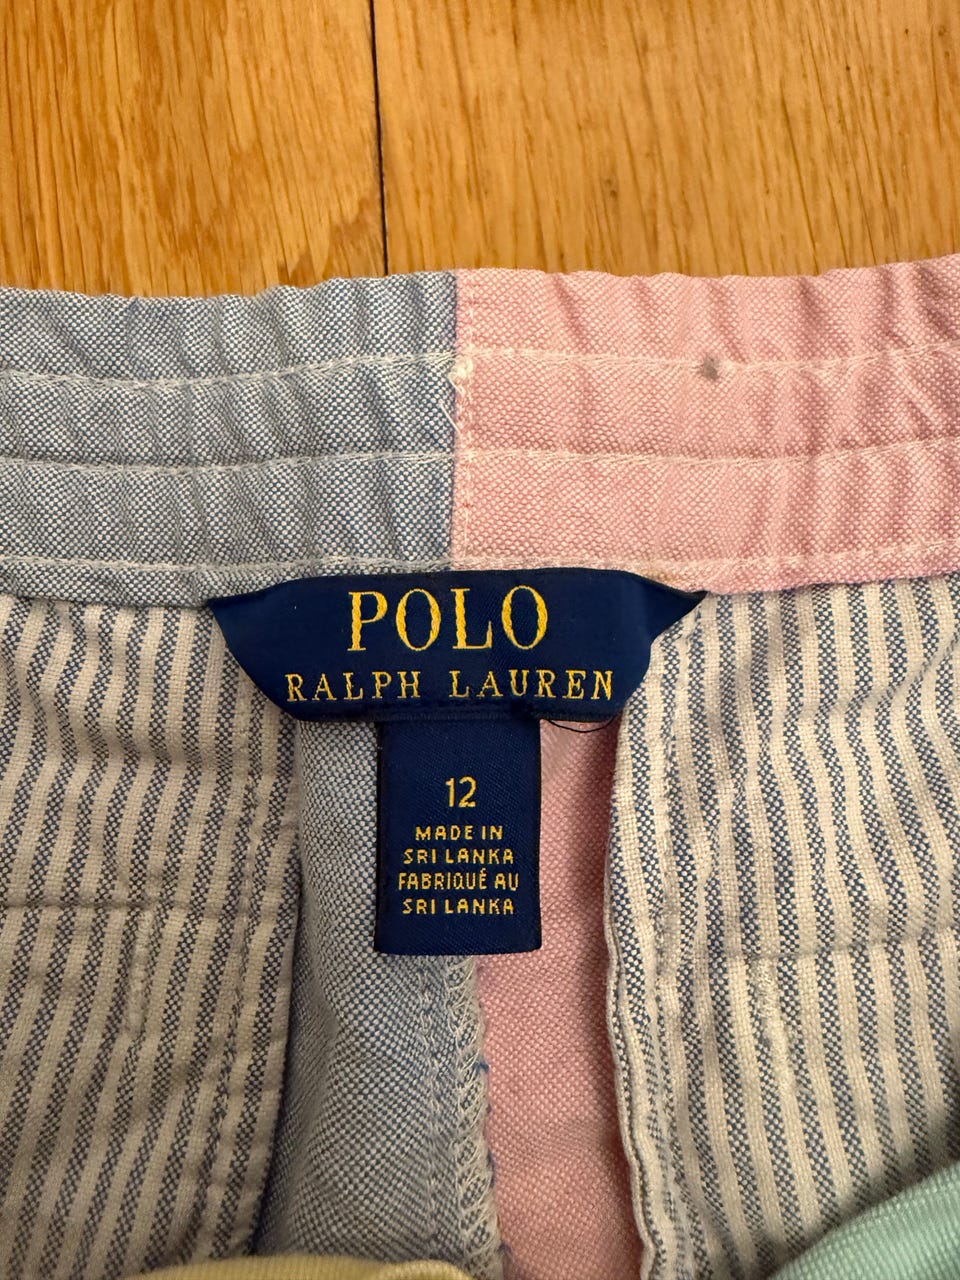 POLO
RALPH LAUREN
12
MADE IN
SRI LANKA
FABRIQUÉ AU
SRI LANKA